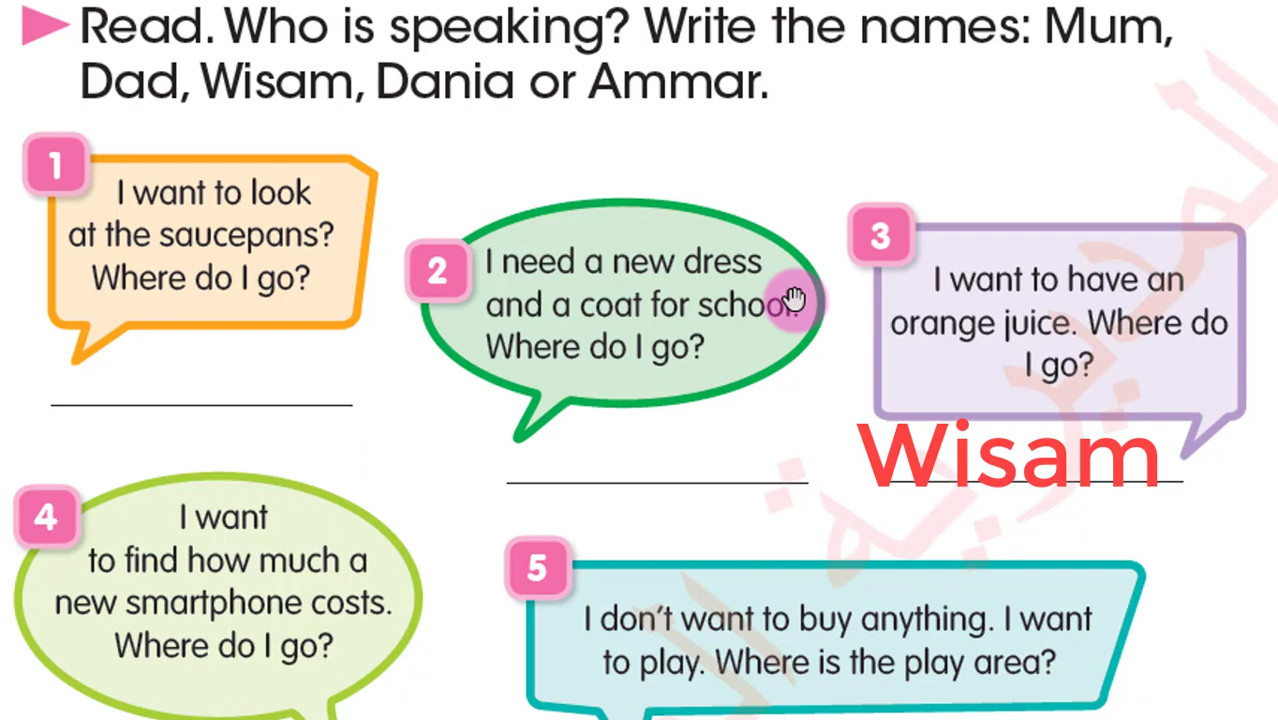 Read. Who is speaking? Write the names: Mum,
Dad, Wisam, Dania or Ammar.
1
I want to look
at the saucepans?
Where do I go?
2
I need a new dress
and a coat for school.
Where do I go?
3
I want to have an
orange juice. Where do
I go?
Wisam
4
I want
to find how much a
new smartphone costs.
Where do I go?
5
I don't want to buy anything. I want
to play. Where is the play area?